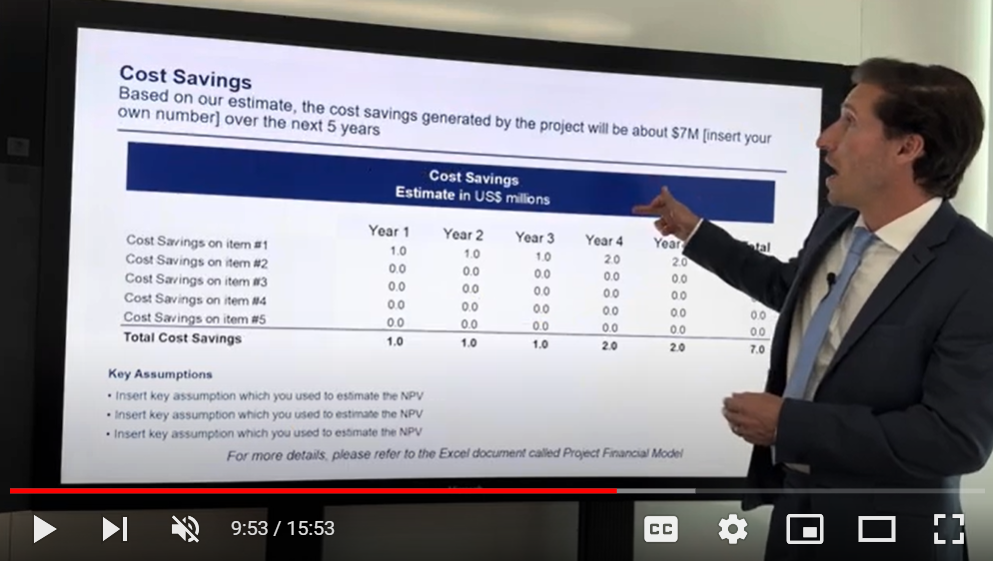 Cost Savings
Based on our estimate, the cost savings generated by the project will be about $7M [insert your
own number] over the next 5 years
Cost Savings
Estimate in US$ millions
Year 1 Year 2 Year 3 Year 4 Year
Cost Savings on item #1 1.0 1.0 1.0 2.0 2.0
Cost Savings on item #2 0.0 0.0 0.0 0.0 0.0
Cost Savings on item #3 0.0 0.0 0.0 0.0 0.0
Cost Savings on item #4 0.0 0.0 0.0 0.0 0.0 0.0
Cost Savings on item #5 0.0 0.0 0.0 0.0 0.0 0.0
Total Cost Savings 1.0 1.0 1.0 2.0 2.0 7.0
Key Assumptions
• Insert key assumption which you used to estimate the NPV
• Insert key assumption which you used to estimate the NPV
• Insert key assumption which you used to estimate the NPV
For more details, please refer to the Excel document called Project Financial Model
9:53 / 15:53 CC